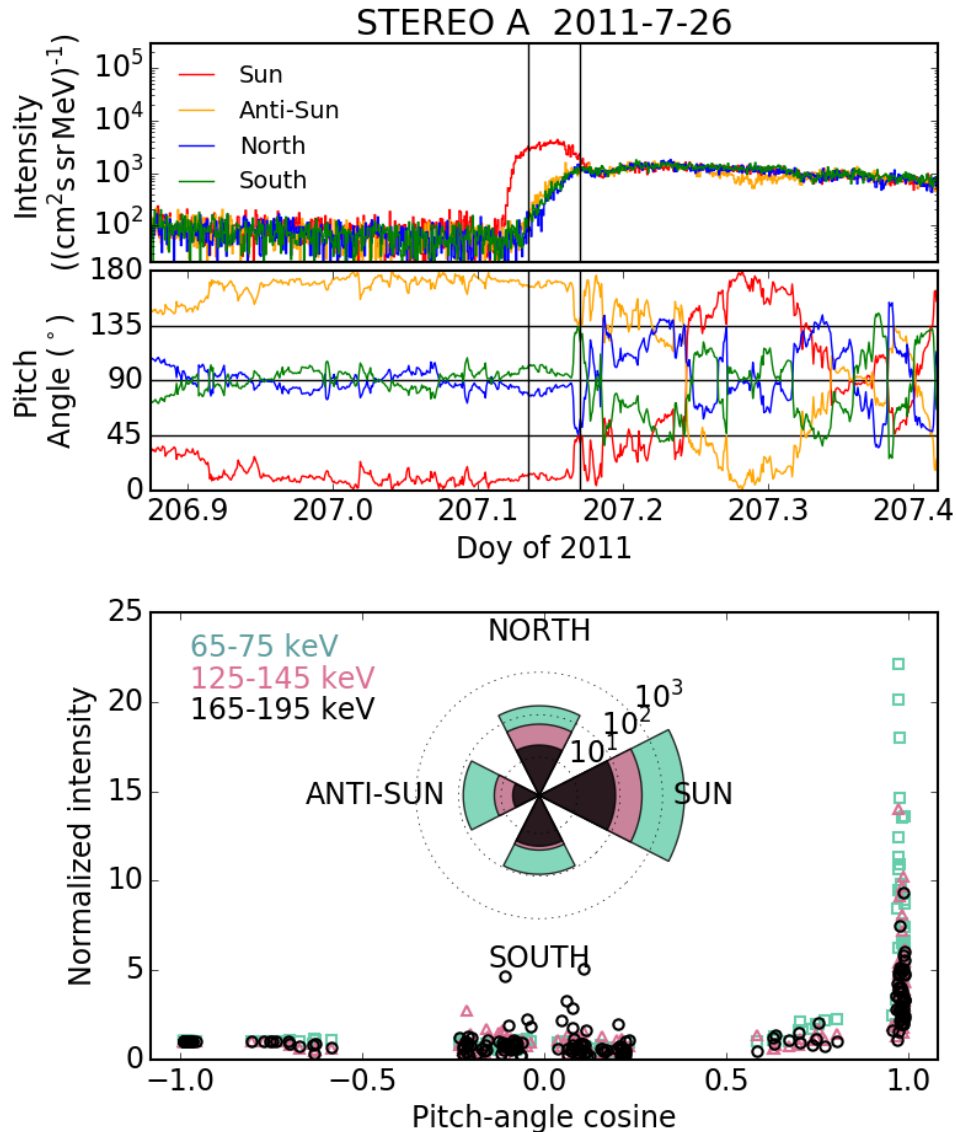 STEREO A 2011-7-26
Intensity
((cm²s sr MeV)⁻¹
10⁵
10⁴
10³
10²
Sun
Anti-Sun
North
South
Pitch
Angle (°)
180
135
90
45
0
206.9 207.0 207.1 207.2 207.3 207.4
Doy of 2011
Normalized intensity
25
20
15
10
5
0
65-75 keV
125-145 keV
165-195 keV
NORTH
10³
10²
10¹
ANTI-SUN
SUN
SOUTH
−1.0 −0.5 0.0 0.5 1.0
Pitch-angle cosine